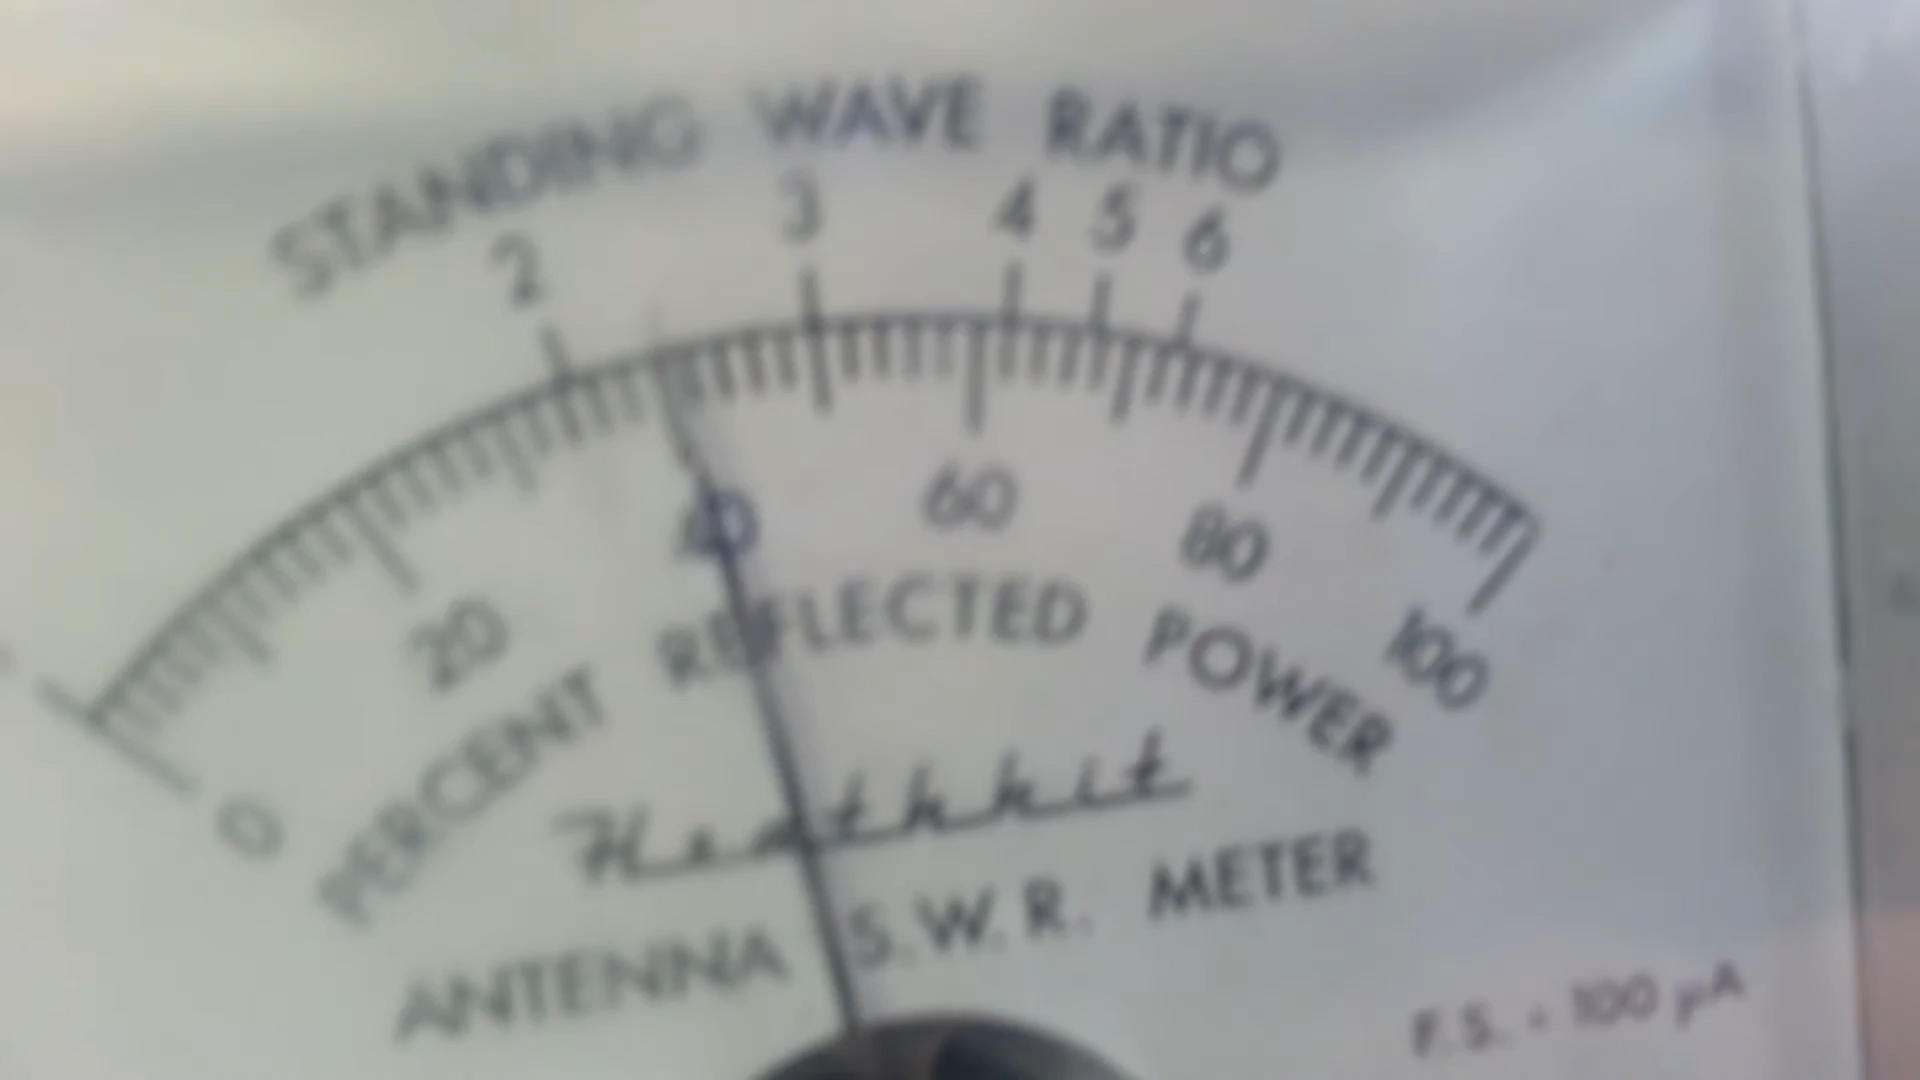 STANDING WAVE RATIO
2 3 4 5 6
0 20 40 60 80 100
PERCENT REFLECTED POWER
Heathkit
ANTENNA S.W.R. METER
F.S. = 100 µA